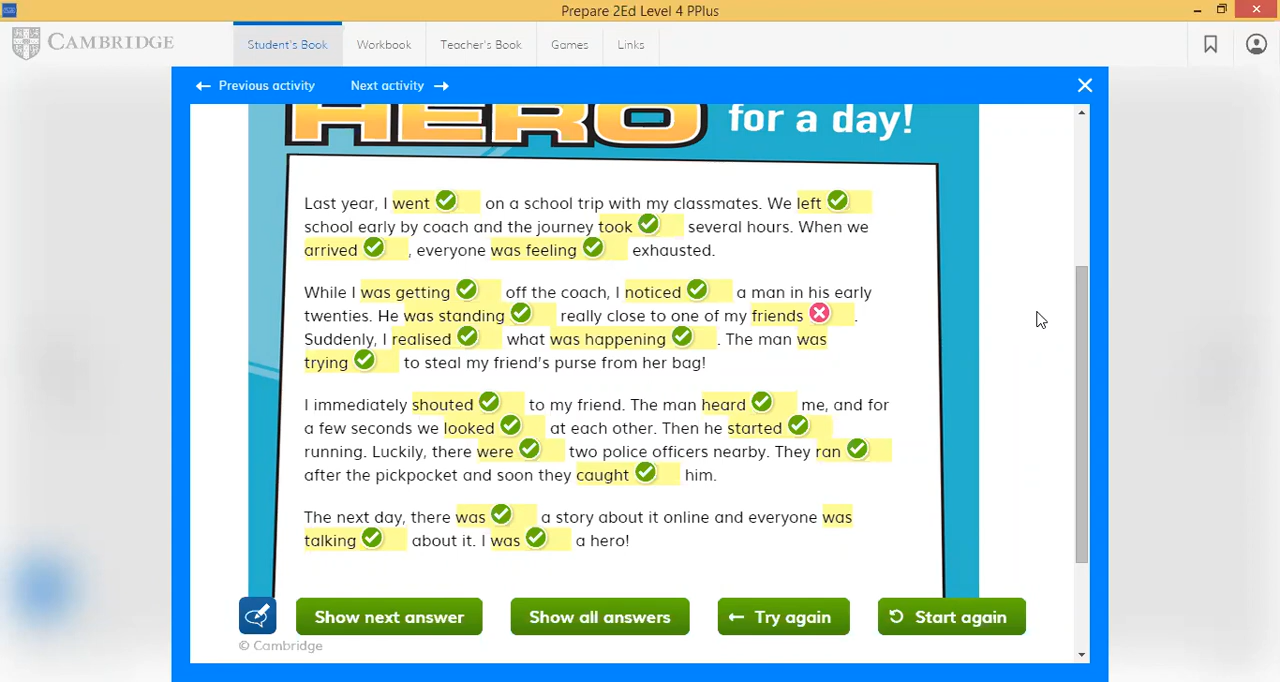 Prepare 2Ed Level 4 PPlus
CAMBRIDGE
Student's Book
Workbook
Teacher's Book
Games
Links
Previous activity
Next activity
HERO for a day!
Last year, I went on a school trip with my classmates. We left
school early by coach and the journey took several hours. When we
arrived , everyone was feeling exhausted.
While I was getting off the coach, I noticed a man in his early
twenties. He was standing really close to one of my friends .
Suddenly, I realised what was happening . The man was
trying to steal my friend's purse from her bag!
I immediately shouted to my friend. The man heard me, and for
a few seconds we looked at each other. Then he started
running. Luckily, there were two police officers nearby. They ran
after the pickpocket and soon they caught him.
The next day, there was a story about it online and everyone was
talking about it. I was a hero!
Show next answer
Show all answers
Try again
Start again
© Cambridge